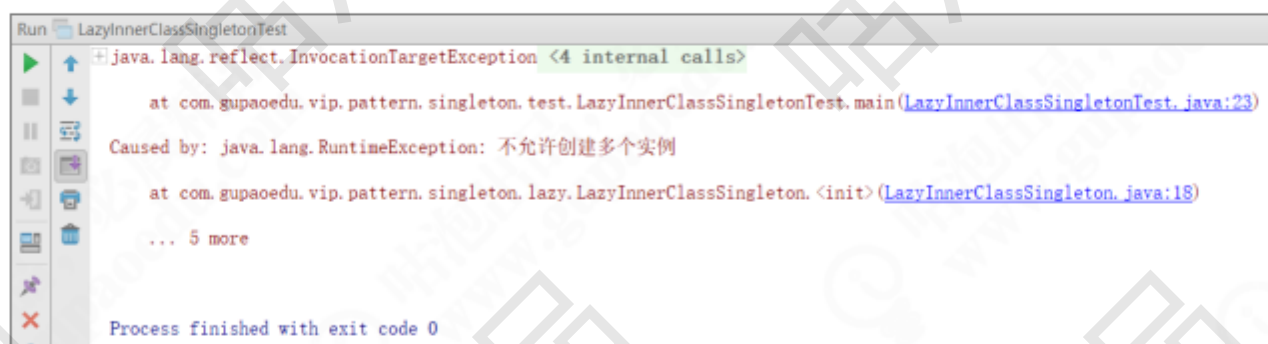 Run LazyInnerClassSingletonTest
java.lang.reflect.InvocationTargetException <4 internal calls>
at com.gupaoedu.vip.pattern.singleton.test.LazyInnerClassSingletonTest.main(LazyInnerClassSingletonTest.java:23)
Caused by: java.lang.RuntimeException: 不允许创建多个实例
at com.gupaoedu.vip.pattern.singleton.lazy.LazyInnerClassSingleton.<init>(LazyInnerClassSingleton.java:18)
... 5 more
Process finished with exit code 0